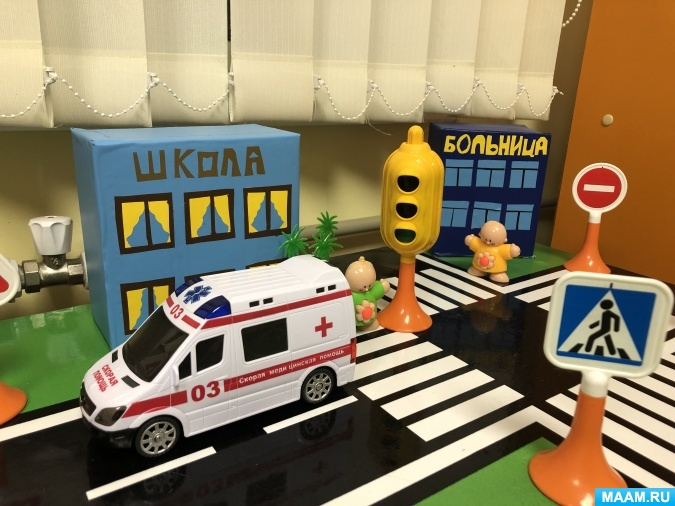 ШКОЛА
БОЛЬНИЦА
03
СКОРАЯ
ПОМОЩЬ
03
Скорая медицинская помощь
MAAM.RU